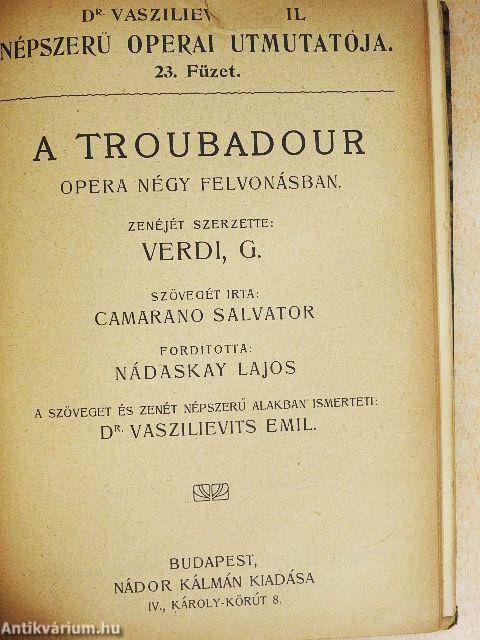 DR. VASZILIEV IL
NÉPSZERŰ OPERAI UTMUTATÓJA.
23. Füzet.
A TROUBADOUR
OPERA NÉGY FELVONÁSBAN.
ZENÉJÉT SZERZETTE:
VERDI, G.
SZÖVEGÉT IRTA:
CAMARANO SALVATOR
FORDITOTTA:
NÁDASKAY LAJOS
A SZÖVEGET ÉS ZENÉT NÉPSZERŰ ALAKBAN ISMERTETI:
DR. VASZILIEVITS EMIL.
BUDAPEST,
NÁDOR KÁLMÁN KIADÁSA
IV., KÁROLY-KÖRÚT 8.
Antikvárium.hu